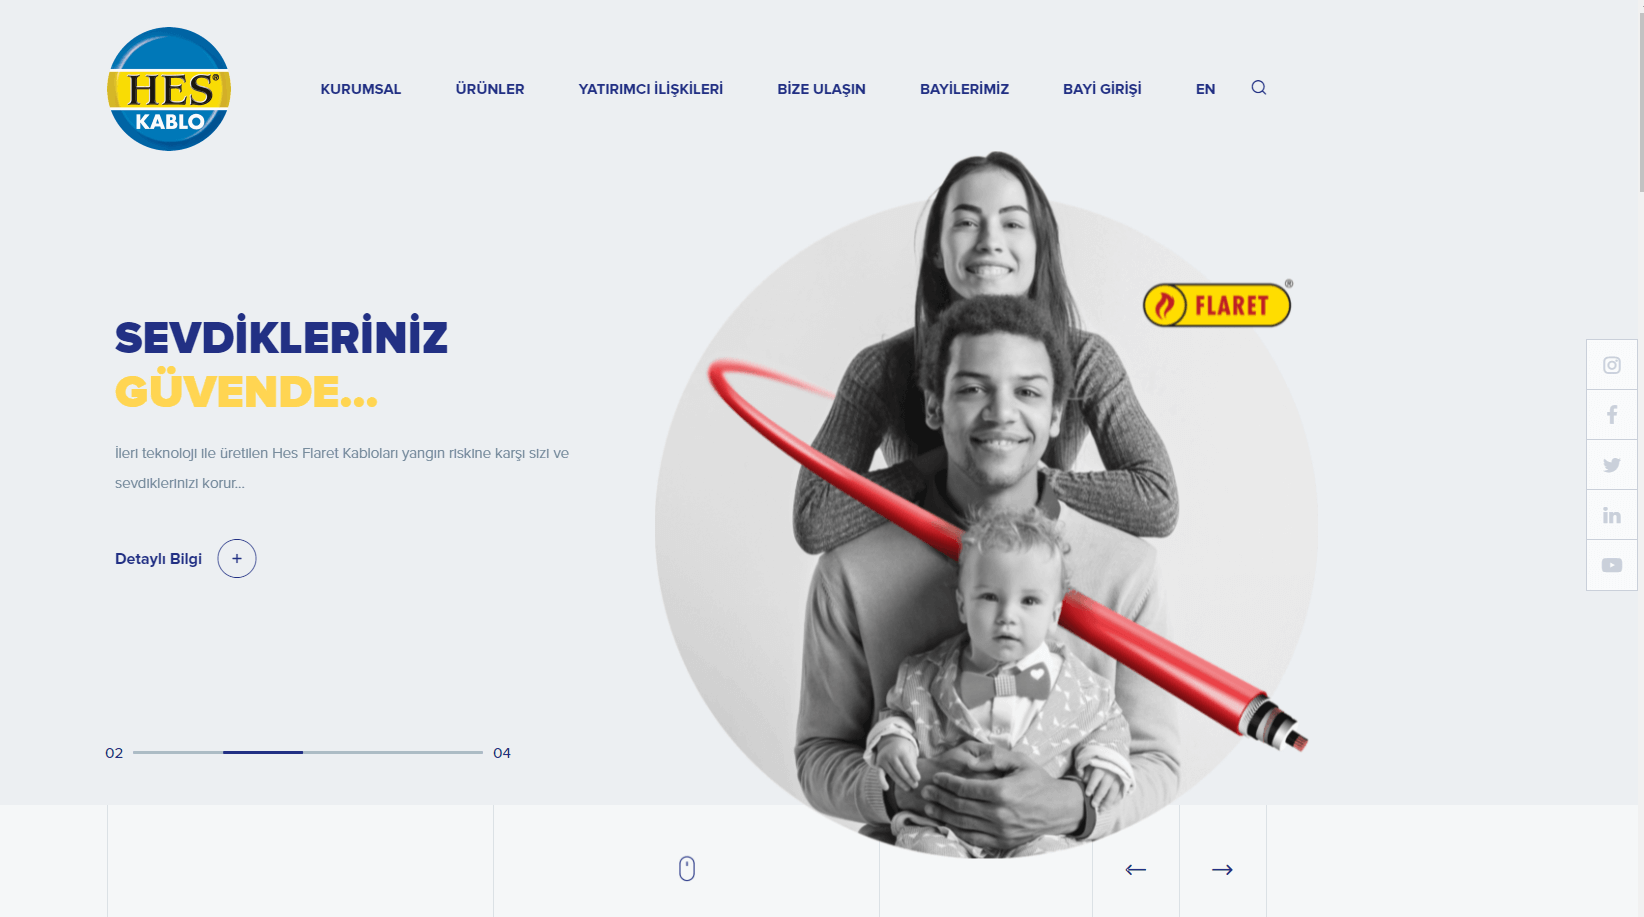 HES®
KABLO
KURUMSAL
ÜRÜNLER
YATIRIMCI İLİŞKİLERİ
BİZE ULAŞIN
BAYİLERİMİZ
BAYİ GİRİŞİ
EN
FLARET®
SEVDİKLERİNİZ
GÜVENDE...
İleri teknoloji ile üretilen Hes Flaret Kabloları yangın riskine karşı sizi ve
sevdiklerinizi korur...
Detaylı Bilgi
02
04